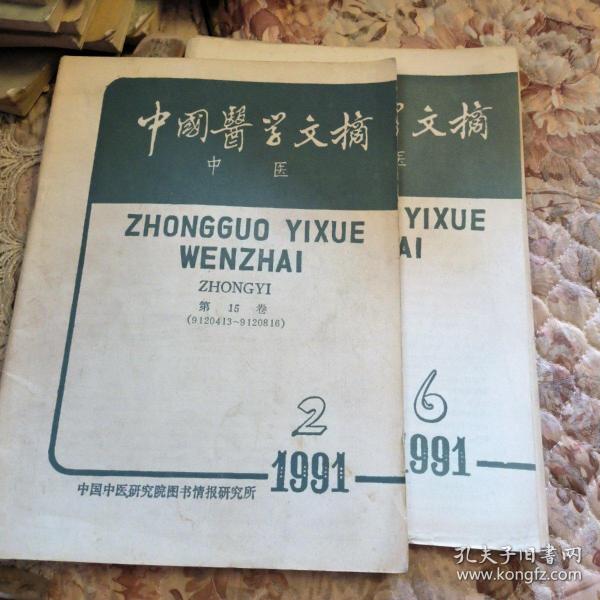 中國醫学文摘
中 医
ZHONGGUO YIXUE
WENZHAI
ZHONGYI
第 15 卷
(9120413~9120816)
2
1991
中国中医研究院图书情报研究所
学文摘
医
YIXUE
AI
6
1991
孔夫子旧书网
www.kongfz.com